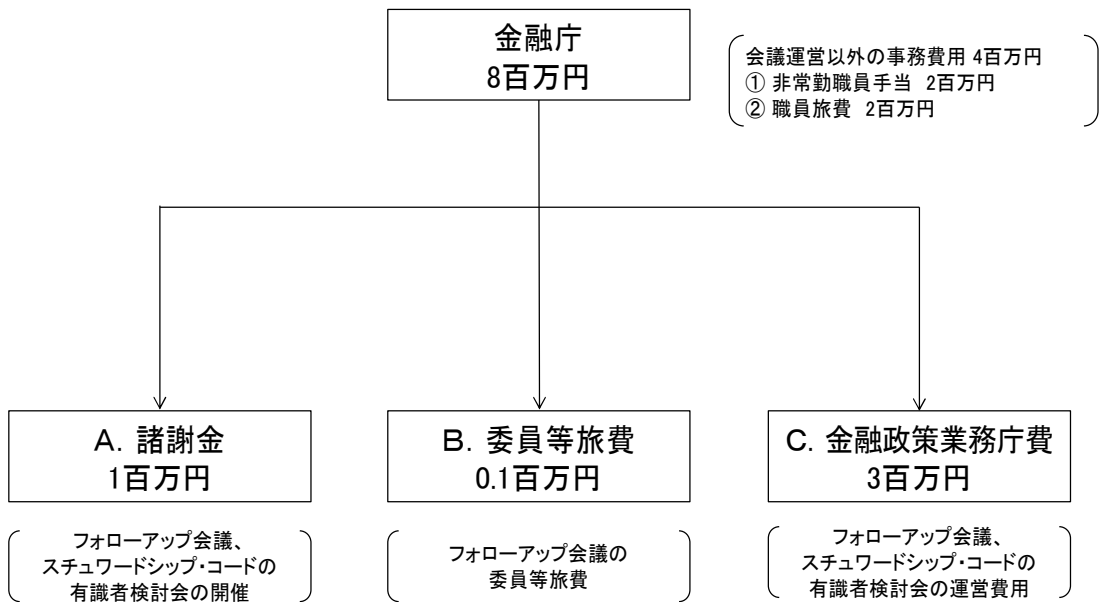 金融庁
8百万円
会議運営以外の事務費用 4百万円
① 非常勤職員手当 2百万円
② 職員旅費 2百万円
A. 諸謝金
1百万円
フォローアップ会議、
スチュワードシップ・コードの
有識者検討会の開催
B. 委員等旅費
0.1百万円
フォローアップ会議の
委員等旅費
C. 金融政策業務庁費
3百万円
フォローアップ会議、
スチュワードシップ・コードの
有識者検討会の運営費用